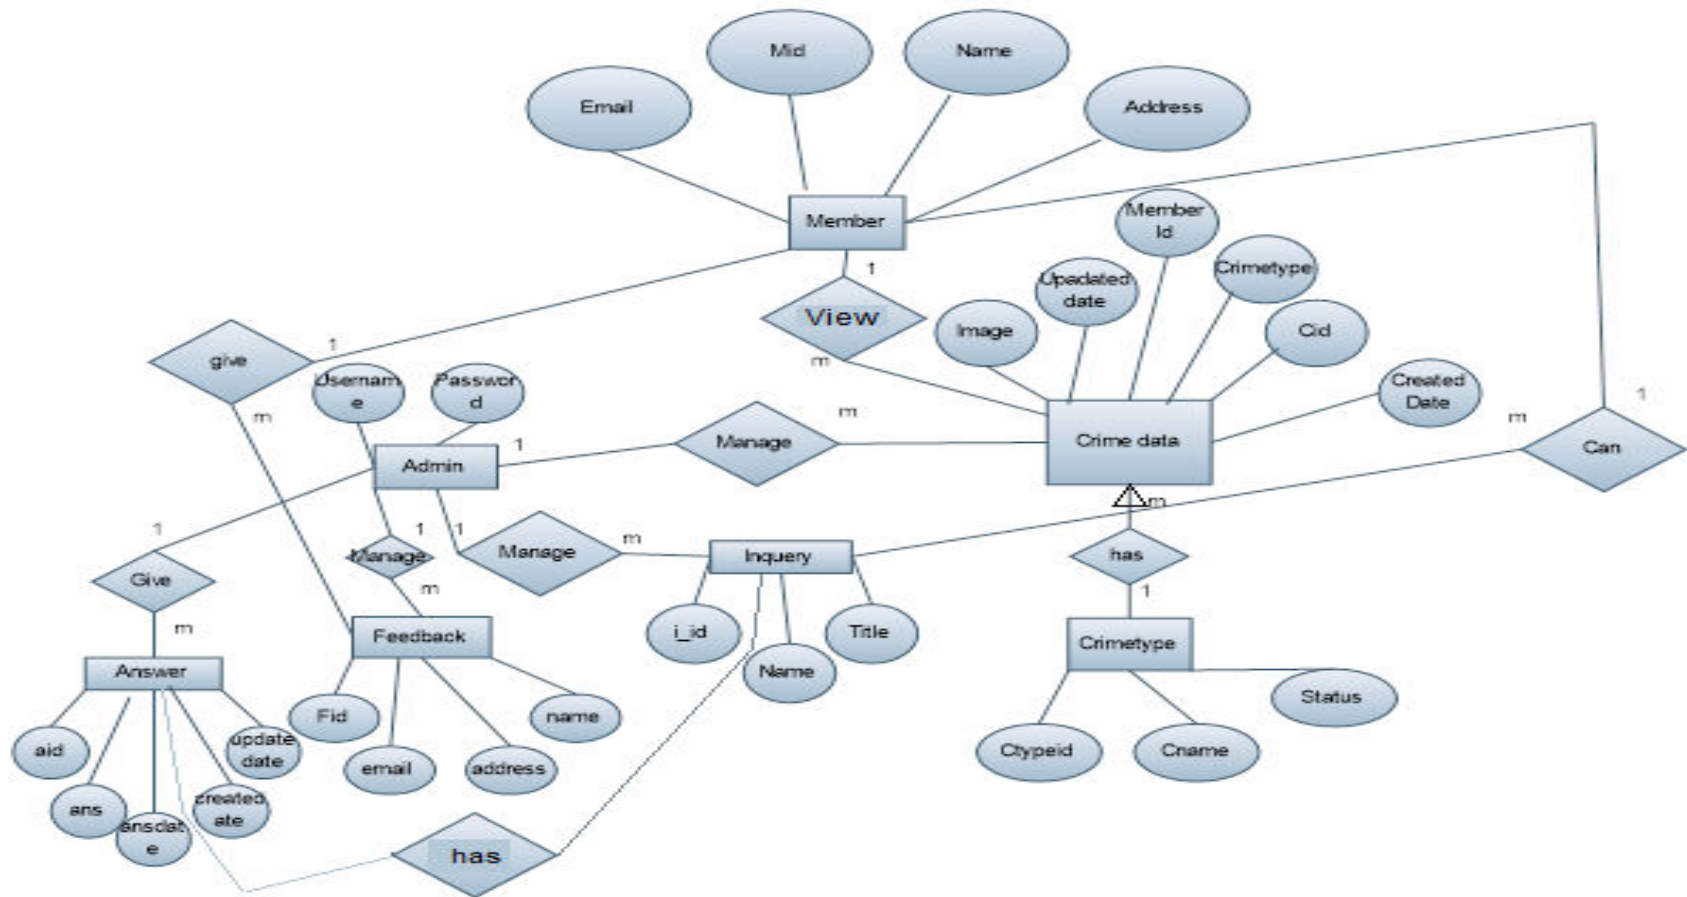 Mid
Name
Email
Address
Member
Member
Id
1
Crimetype
Upadated
date
View
Image
Cid
1
give
m
Usernam
e
Passwor
d
Created
Date
1
m
m
m
1
Manage
Crime data
Can
Admin
m
1
1
1
Manage
m
Manage
Inquery
has
Give
m
1
m
i_id
Title
Feedback
Crimetype
Answer
Name
Status
Fid
name
update
date
aid
email
address
Ctypeid
Cname
ans
created
ate
ansdat
e
has